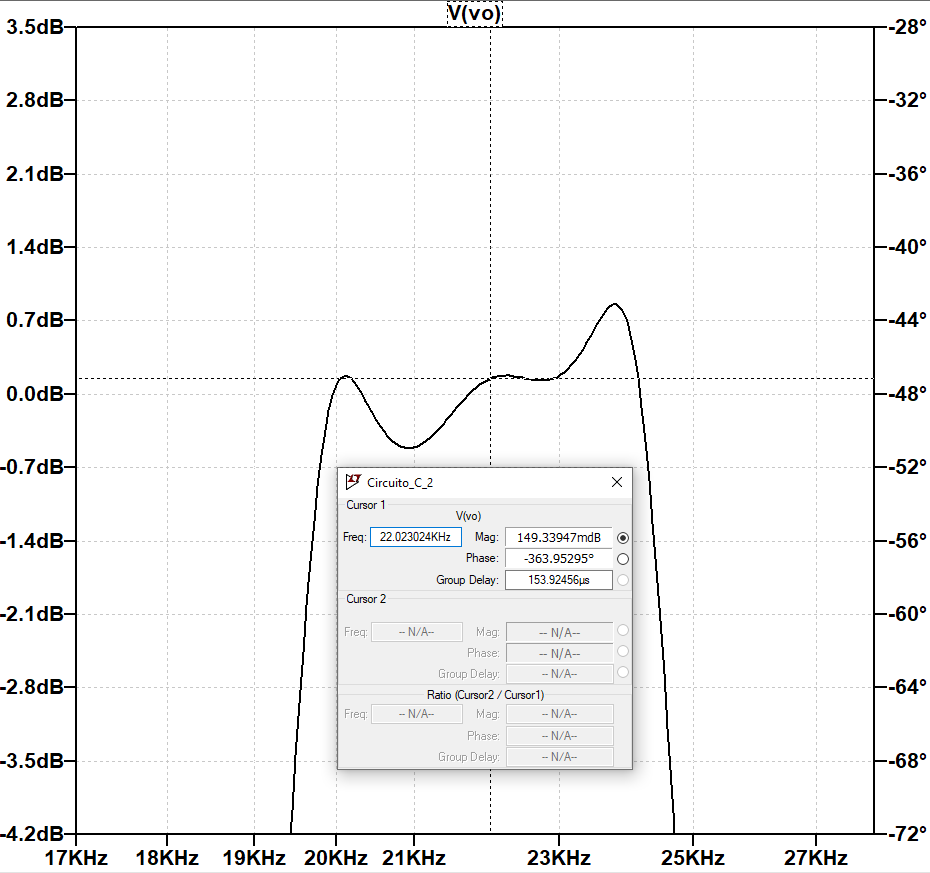 V(vo)
3.5dB -28°
2.8dB -32°
2.1dB -36°
1.4dB -40°
0.7dB -44°
0.0dB -48°
-0.7dB -52°
-1.4dB -56°
-2.1dB -60°
-2.8dB -64°
-3.5dB -68°
-4.2dB -72°
17KHz 18KHz 19KHz 20KHz 21KHz 23KHz 25KHz 27KHz
Circuito_C_2
Cursor 1
V(vo)
Freq: 22.023024KHz Mag: 149.33947mdB
Phase: -363.95295°
Group Delay: 153.92456µs
Cursor 2
Freq: -- N/A-- Mag: -- N/A--
Phase: -- N/A--
Group Delay: -- N/A--
Ratio (Cursor2 / Cursor1)
Freq: -- N/A-- Mag: -- N/A--
Phase: -- N/A--
Group Delay: -- N/A--